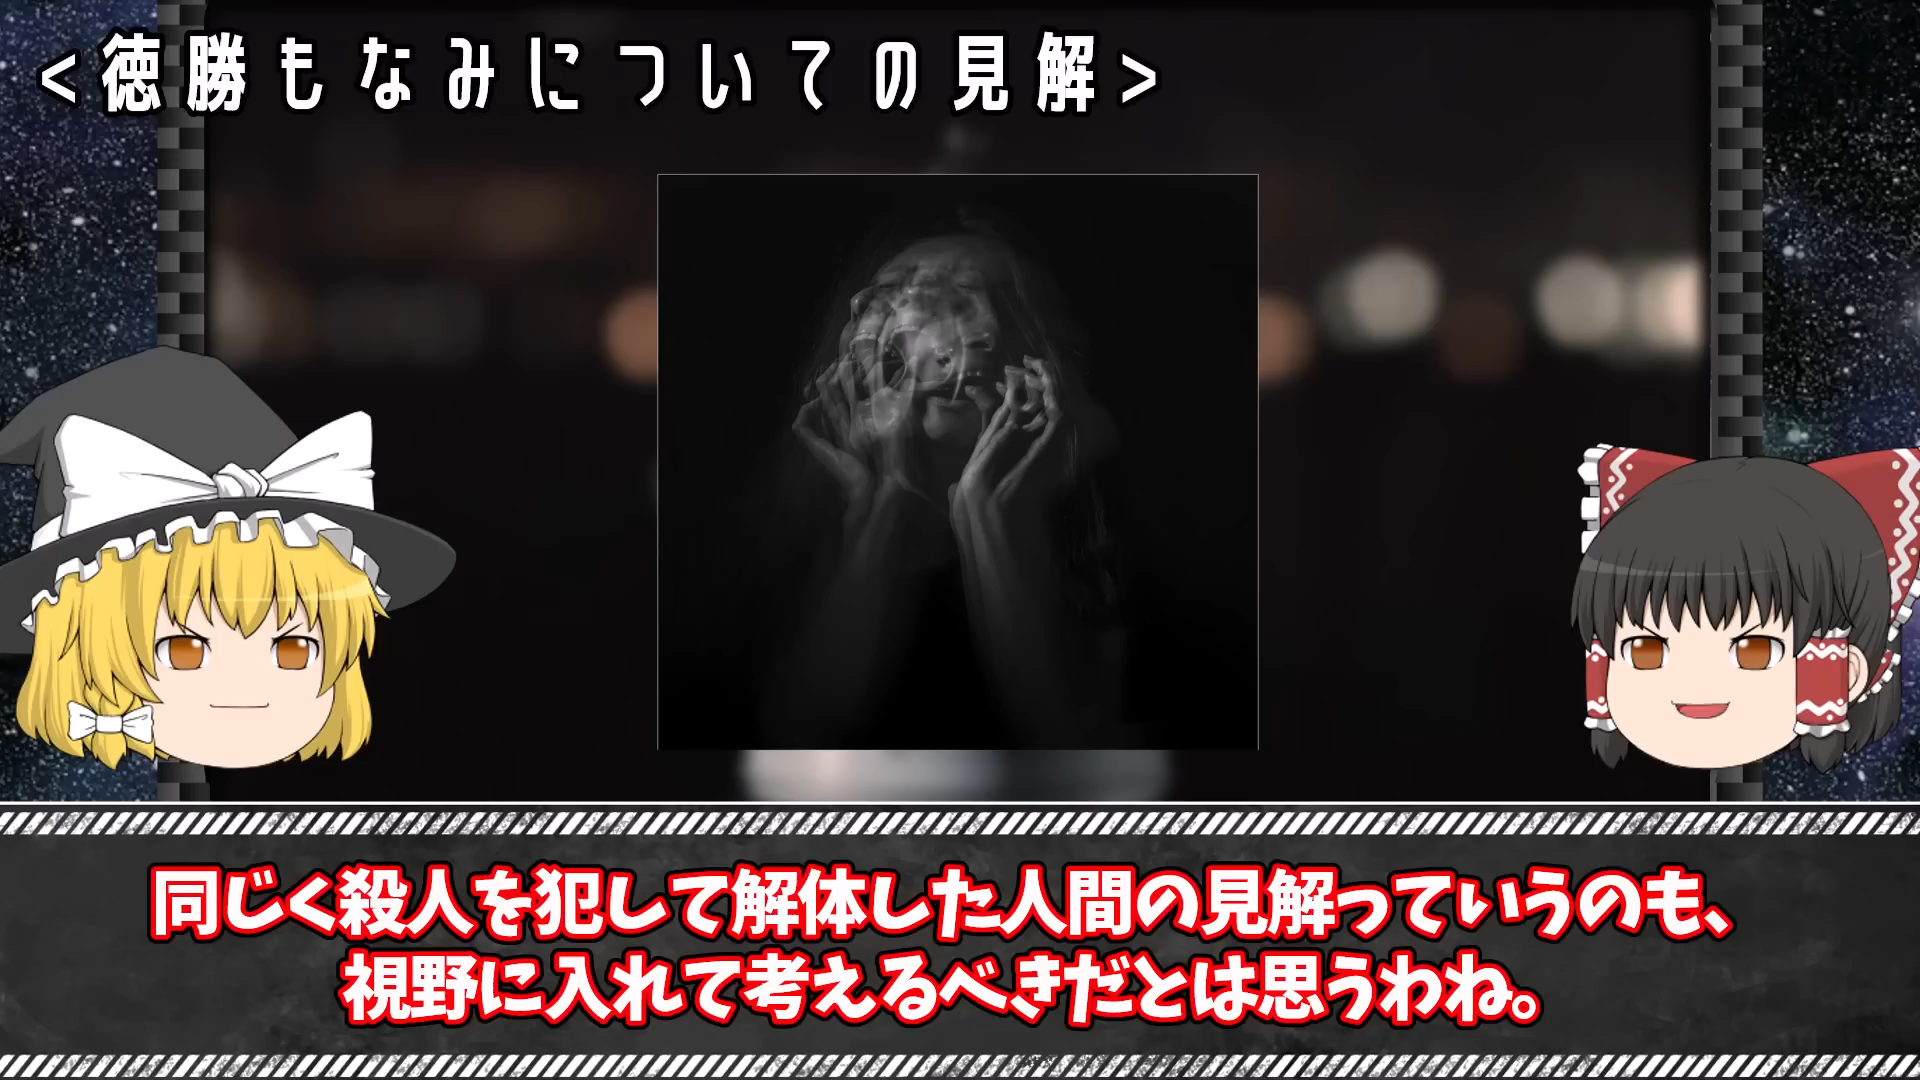 <徳勝もなみについての見解>
同じく殺人を犯して解体した人間の見解っていうのも、
視野に入れて考えるべきだとは思うわね。